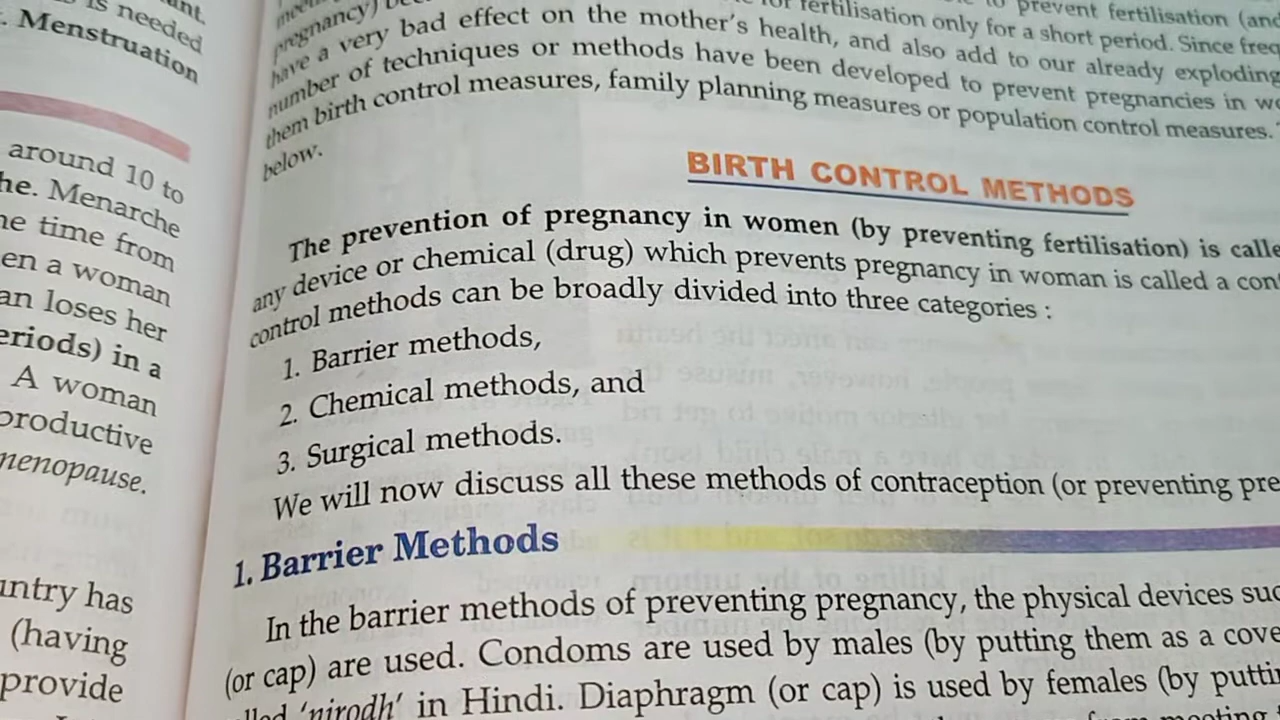 is needed
. Menstruation
around 10 to
he. Menarche
ne time from
en a woman
an loses her
eriods) in a
A woman
productive
menopause.
untry has
(having
provide
pregnancy)
prevent fertilisation (and
fertilisation only for a short period. Since freq
have a very bad effect on the mother's health, and also add to our already exploding
number of techniques or methods have been developed to prevent pregnancies in wo
them birth control measures, family planning measures or population control measures.
below.
BIRTH CONTROL METHODS
The prevention of pregnancy in women (by preventing fertilisation) is calle
any device or chemical (drug) which prevents pregnancy in woman is called a con
control methods can be broadly divided into three categories :
1. Barrier methods,
2. Chemical methods, and
3. Surgical methods.
We will now discuss all these methods of contraception (or preventing pre
1. Barrier Methods
In the barrier methods of preventing pregnancy, the physical devices suc
(or cap) are used. Condoms are used by males (by putting them as a cove
lled 'nirodh' in Hindi. Diaphragm (or cap) is used by females (by puttin
meeting